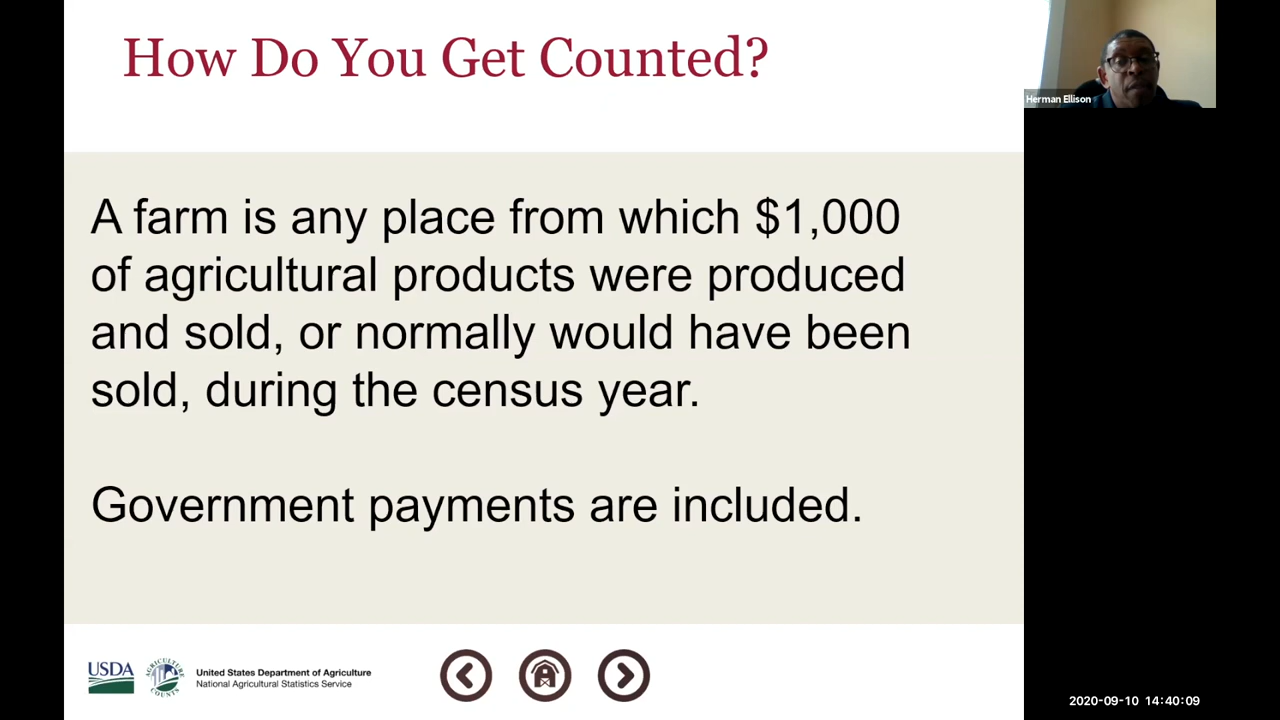 How Do You Get Counted?
Herman Ellison
A farm is any place from which $1,000
of agricultural products were produced
and sold, or normally would have been
sold, during the census year.
Government payments are included.
USDA
AGRICULTURE
COUNTS
United States Department of Agriculture
National Agricultural Statistics Service
2020-09-10 14:40:09